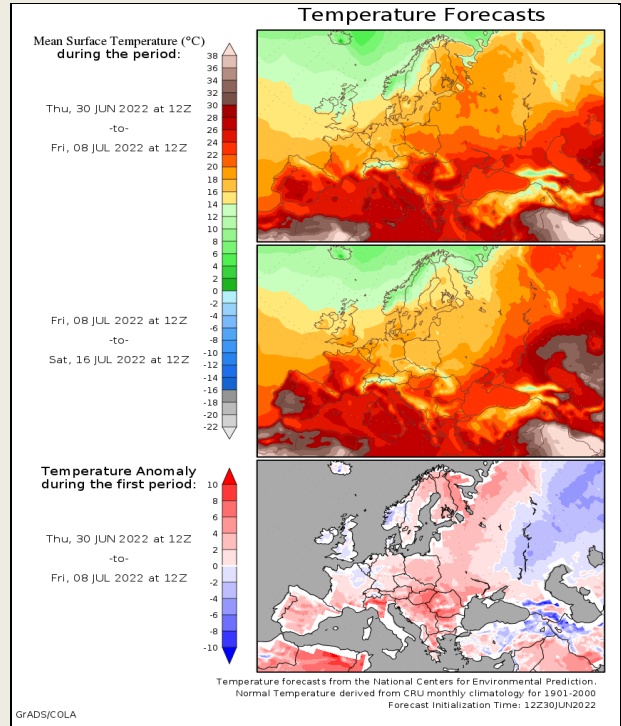 Temperature Forecasts
Mean Surface Temperature (°C)
during the period:
Thu, 30 JUN 2022 at 12Z
-to-
Fri, 08 JUL 2022 at 12Z
38
36
34
32
30
28
26
24
22
20
18
16
14
12
10
8
6
4
2
0
-2
-4
-6
-8
-10
-12
-14
-16
-18
-20
-22
Fri, 08 JUL 2022 at 12Z
-to-
Sat, 16 JUL 2022 at 12Z
Temperature Anomaly
during the first period:
Thu, 30 JUN 2022 at 12Z
-to-
Fri, 08 JUL 2022 at 12Z
10
8
6
4
2
0
-2
-4
-6
-8
-10
Temperature forecasts from the National Centers for Environmental Prediction.
Normal Temperature derived from CRU monthly climatology for 1901-2000
Forecast Initialization Time: 12Z30JUN2022
GrADS/COLA